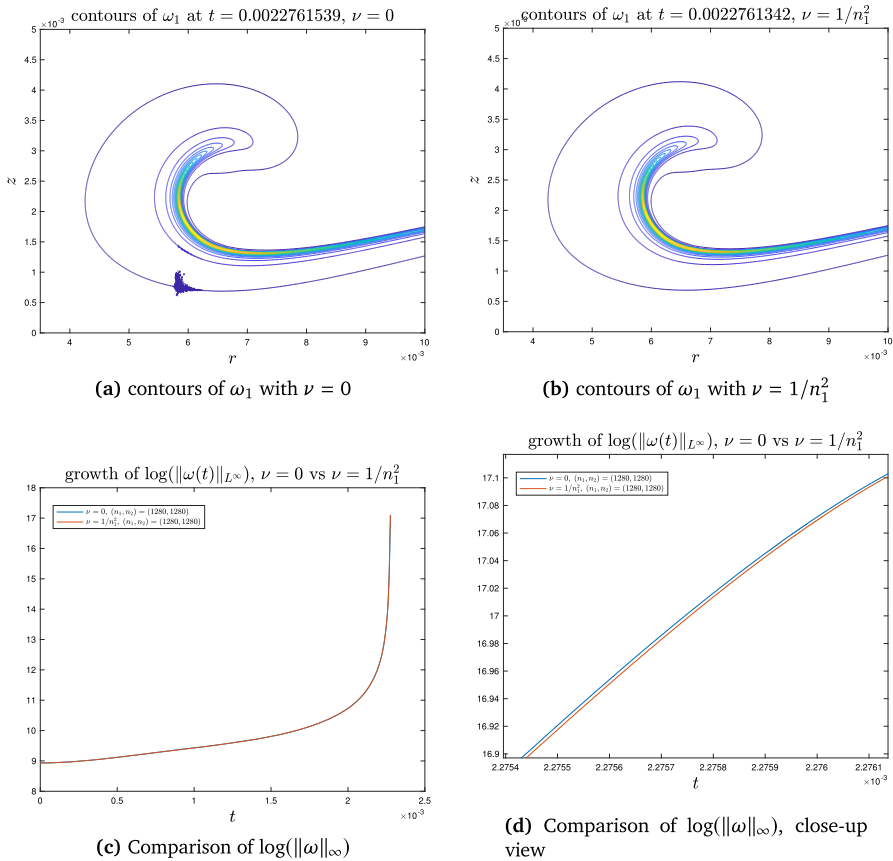 contours of ω₁ at t = 0.0022761539, ν = 0
×10⁻³
5
4.5
4
3.5
3
2.5
2
1.5
1
0.5
0
z
4 5 6 7 8 9 10
×10⁻³
r
(a) contours of ω₁ with ν = 0
contours of ω₁ at t = 0.0022761342, ν = 1/n₁²
5
4.5
4
3.5
3
2.5
2
1.5
1
0.5
0
z
4 5 6 7 8 9 10
×10⁻³
r
(b) contours of ω₁ with ν = 1/n₁²
growth of log(‖ω(t)‖_L∞), ν = 0 vs ν = 1/n₁²
18
17
16
15
14
13
12
11
10
9
8
ν = 0, (n₁,n₂) = (1280,1280)
ν = 1/n₁², (n₁,n₂) = (1280,1280)
0 0.5 1 1.5 2 2.5
×10⁻³
t
(c) Comparison of log(‖ω‖∞)
growth of log(‖ω(t)‖_L∞), ν = 0 vs ν = 1/n₁²
17.1
17.08
17.06
17.04
17.02
17
16.98
16.96
16.94
16.92
16.9
ν = 0, (n₁,n₂) = (1280,1280)
ν = 1/n₁², (n₁,n₂) = (1280,1280)
2.2754 2.2755 2.2756 2.2757 2.2758 2.2759 2.276 2.2761
×10⁻³
t
(d) Comparison of log(‖ω‖∞), close-up
view